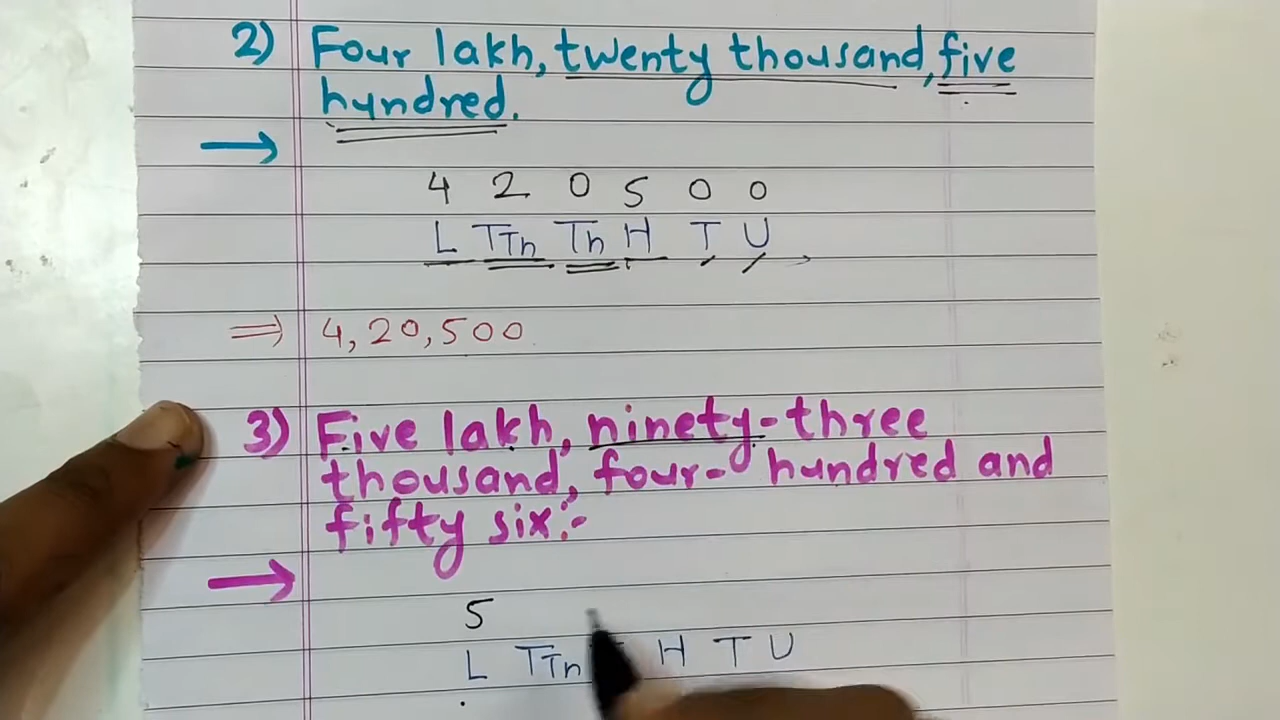 2) Four lakh, twenty thousand, five
hundred.
4 2 0 5 0 0
L TTh Th H T U
⇒ 4,20,500
3) Five lakh, ninety-three
thousand, four- hundred and
fifty six:-
5
L TTh H T U